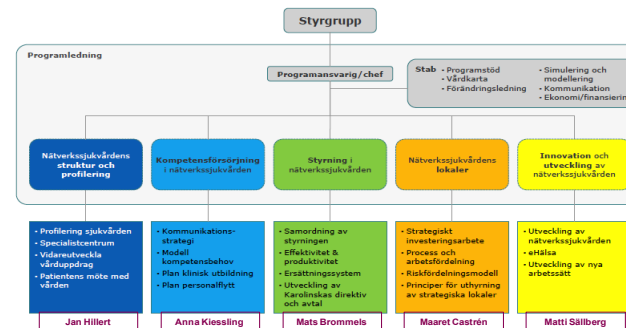 Styrgrupp
Programledning
Programansvarig/chef
Stab
• Programstöd
• Vårdkarta
• Förändringsledning
• Simulering och
modellering
• Kommunikation
• Ekonomi/finansiering
Nätverkssjukvårdens
struktur och
profilering
Kompetensförsörjning
i nätverkssjukvården
Styrning i
nätverkssjukvården
Nätverkssjukvårdens
lokaler
Innovation och
utveckling av
nätverkssjukvården
• Profilering sjukvården
• Specialistcentrum
• Vidareutveckla
vårduppdrag
• Patientens möte med
vården
• Kommunikations-
strategi
• Modell
kompetensbehov
• Plan klinisk utbildning
• Plan personalflytt
• Samordning av
styrningen
• Effektivitet &
produktivitet
• Ersättningssystem
• Utveckling av
Karolinskas direktiv
och avtal
• Strategiskt
investeringsarbete
• Process och
arbetsfördelning
• Riskfördelningsmodell
• Principer för uthyrning
av strategiska lokaler
• Utveckling av
nätverkssjukvården
• eHälsa
• Utveckling av nya
arbetssätt
Jan Hillert
Anna Kiessling
Mats Brommels
Maaret Castrén
Matti Sällberg